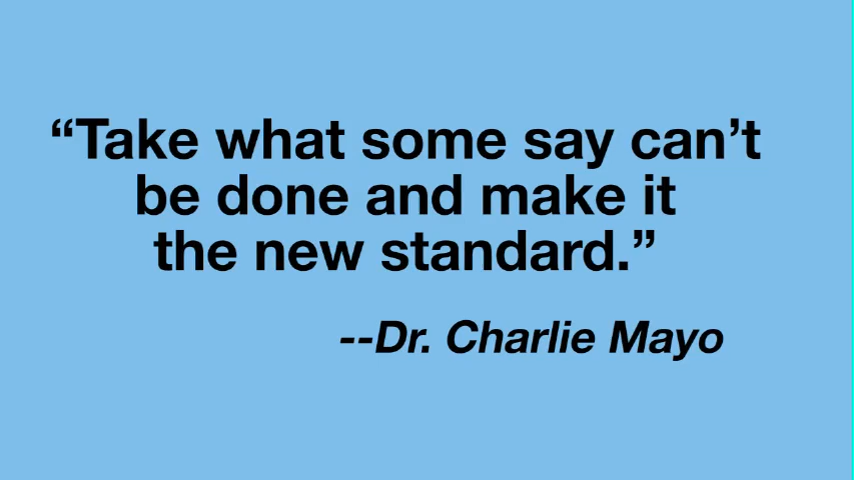 “Take what some say can’t
be done and make it
the new standard.”
--Dr. Charlie Mayo